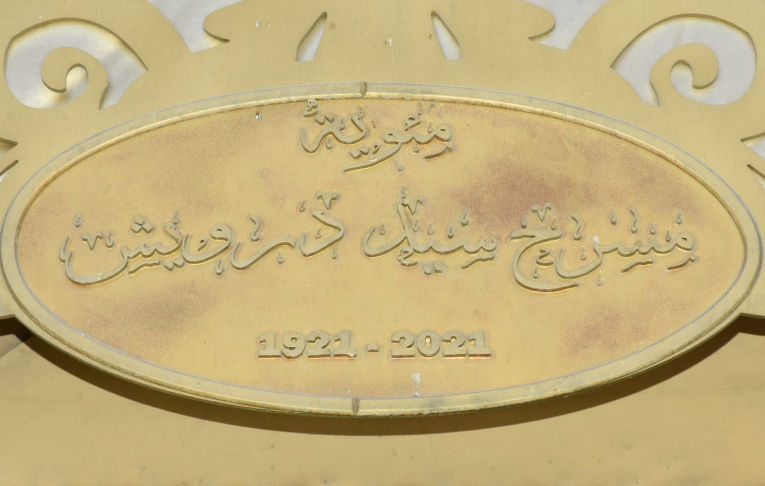 مئوية
مسرح سيد درويش
1921 - 2021